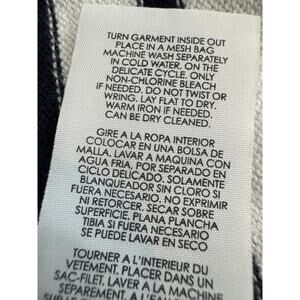 TURN GARMENT INSIDE OUT
PLACE IN A MESH BAG
MACHINE WASH SEPARATELY
IN COLD WATER, ON THE
DELICATE CYCLE. ONLY
NON-CHLORINE BLEACH
IF NEEDED. DO NOT TWIST OR
WRING. LAY FLAT TO DRY.
WARM IRON IF NEEDED.
CAN BE DRY CLEANED.
GIRE A LA ROPA INTERIOR
COLOCAR EN UNA BOLSA DE
MALLA. LAVAR A MAQUINA CON
AGUA FRIA, POR SEPARADO EN
CICLO DELICADO. SOLAMENTE
BLANQUEADOR SIN CLORO SI
FUERA NECESARIO. NO EXPRIMIR
NI RETORCER. SECAR SOBRE
SUPERFICIE. PLANA PLANCHA
TIBIA SI FUERA NECESARIO
SE PUEDE LAVAR EN SECO
TOURNER A L'INTERIEUR DU
VETEMENT. PLACER DANS UN
SAC-FILET. LAVER A LA MACHINE
SEPAREMENT. A L'EAU